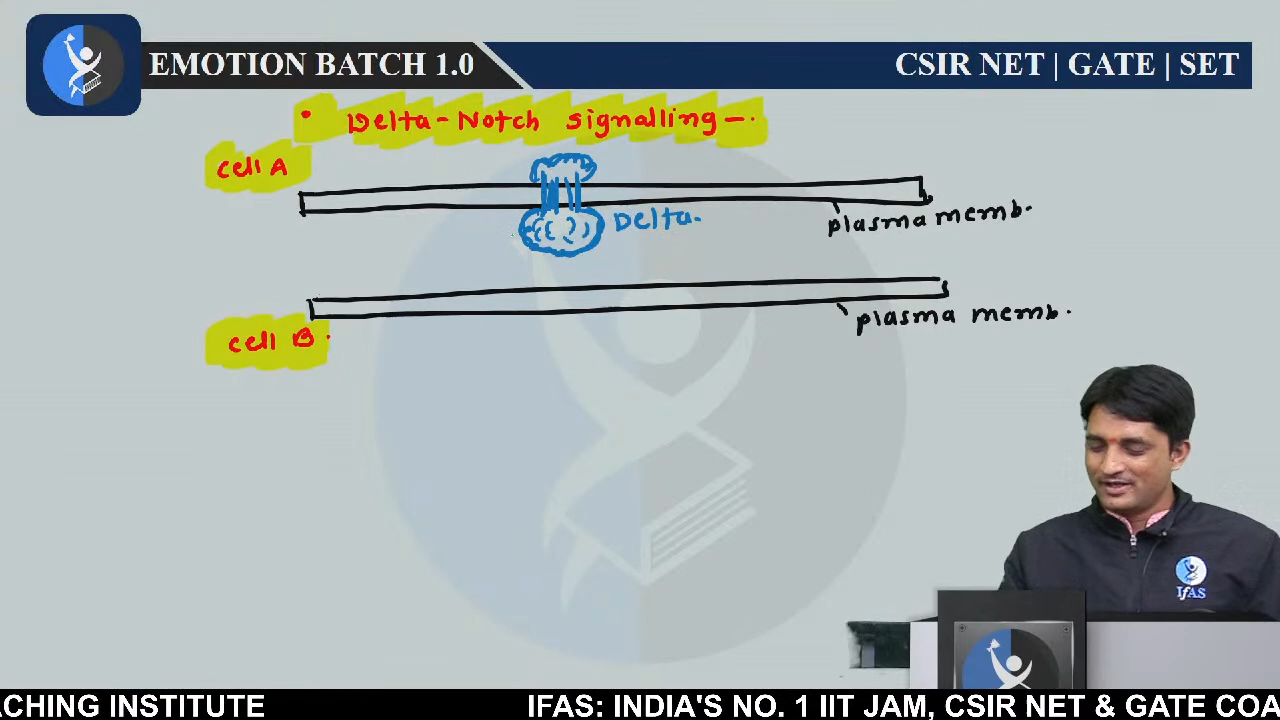 EMOTION BATCH 1.0
CSIR NET | GATE | SET
• Delta-Notch signalling -.
cell A
Delta.
plasma memb.
plasma memb.
cell B.
IFAS
ACHING INSTITUTE IFAS: INDIA'S NO. 1 IIT JAM, CSIR NET & GATE COA